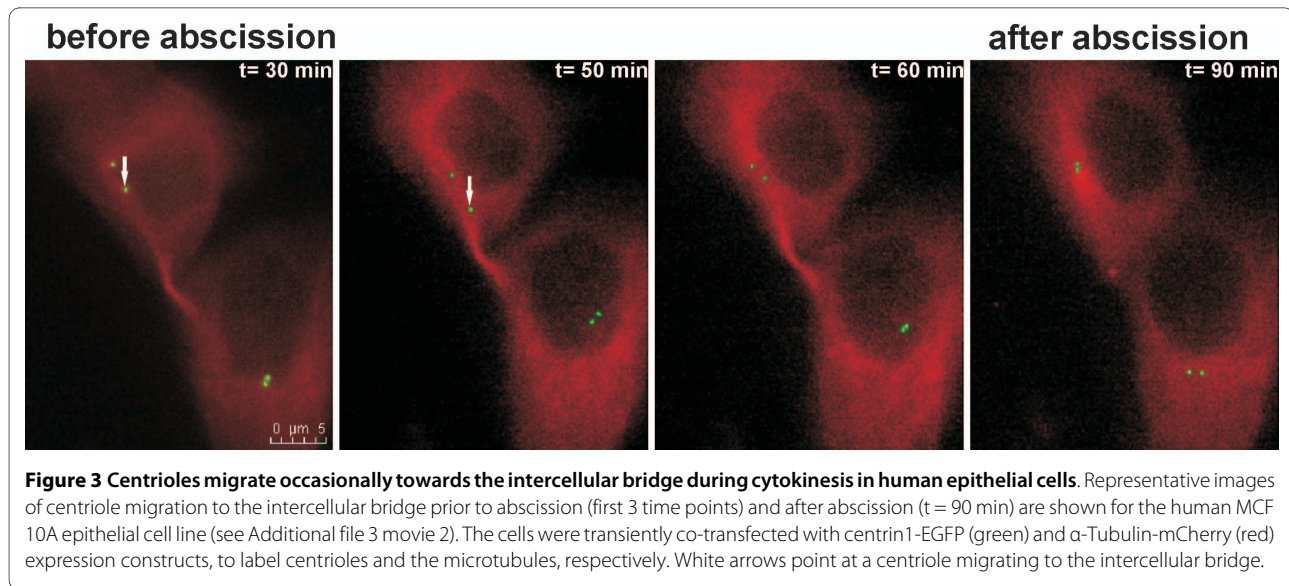 before abscission
after abscission
t= 30 min
t= 50 min
t= 60 min
t= 90 min
0 µm 5
Figure 3 Centrioles migrate occasionally towards the intercellular bridge during cytokinesis in human epithelial cells. Representative images
of centriole migration to the intercellular bridge prior to abscission (first 3 time points) and after abscission (t = 90 min) are shown for the human MCF
10A epithelial cell line (see Additional file 3 movie 2). The cells were transiently co-transfected with centrin1-EGFP (green) and α-Tubulin-mCherry (red)
expression constructs, to label centrioles and the microtubules, respectively. White arrows point at a centriole migrating to the intercellular bridge.